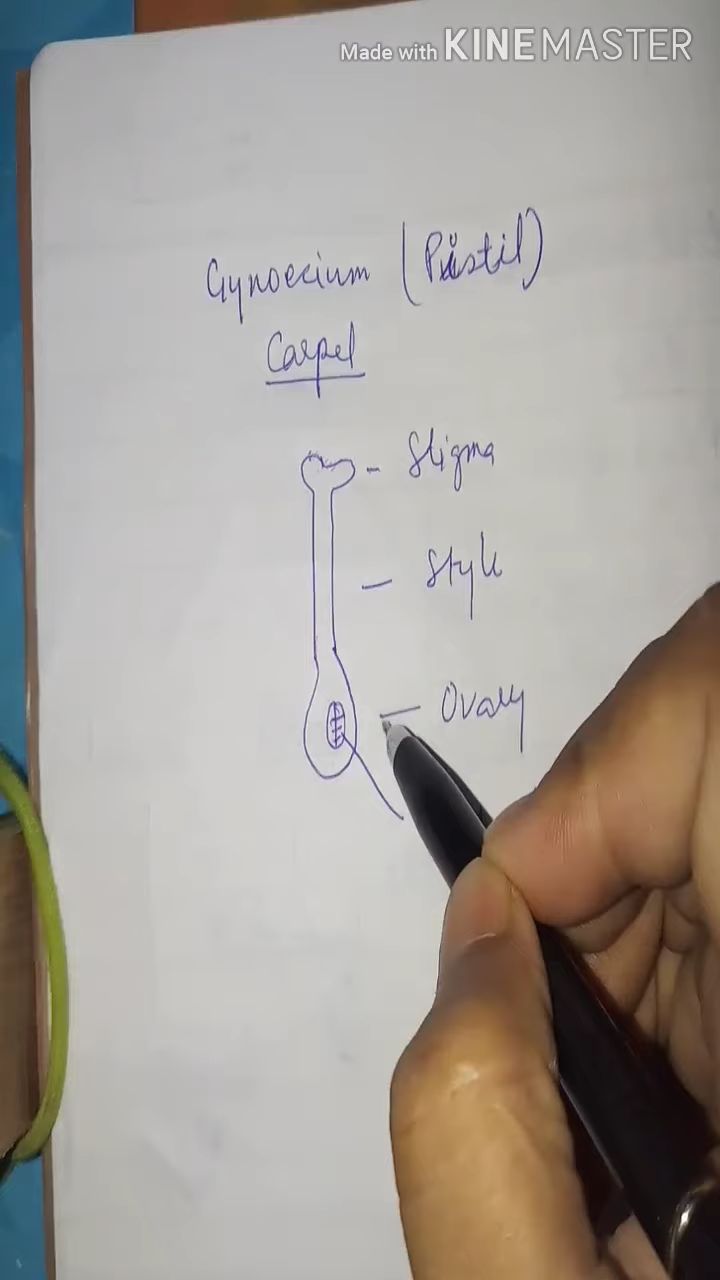 Made with KINEMASTER
Gynoecium (Pistil)
Carpel
- Stigma
- Style
- Ovary